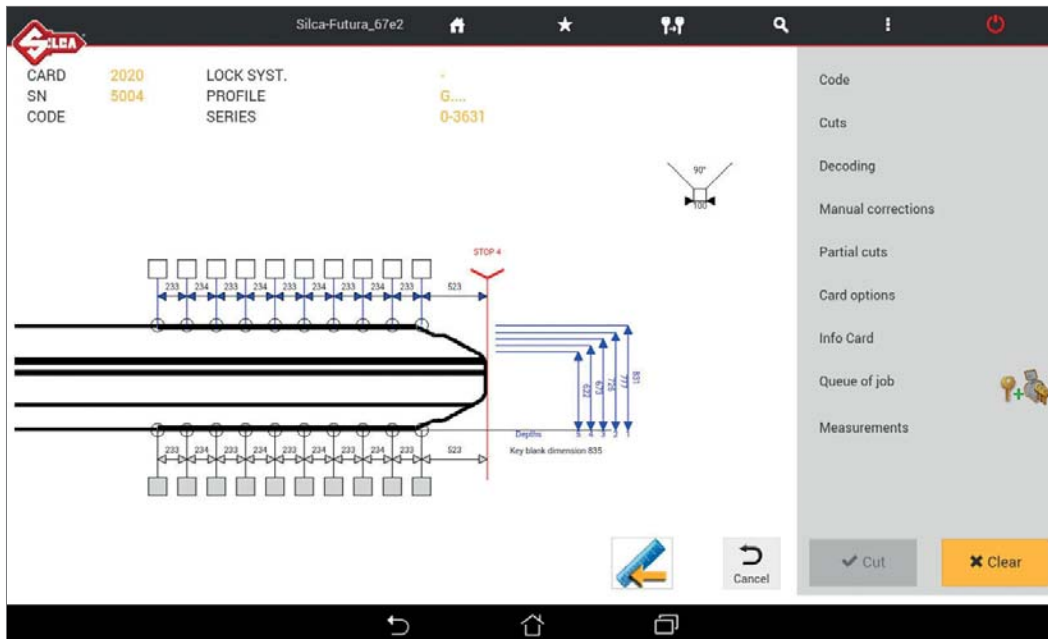 Silca-Futura_67e2
SILCA
CARD 2020 LOCK SYST. -
SN 5004 PROFILE G....
CODE SERIES 0-3631
Code
Cuts
Decoding
Manual corrections
Partial cuts
Card options
Info Card
Queue of job
Measurements
90°
100
STOP 4
233 234 233 234 233 234 233 234 523
622 673 725 777 831
Depths 5 4 3 2 1
Key blank dimension 835
233 234 233 234 233 234 233 234 523
Cancel
Cut
Clear